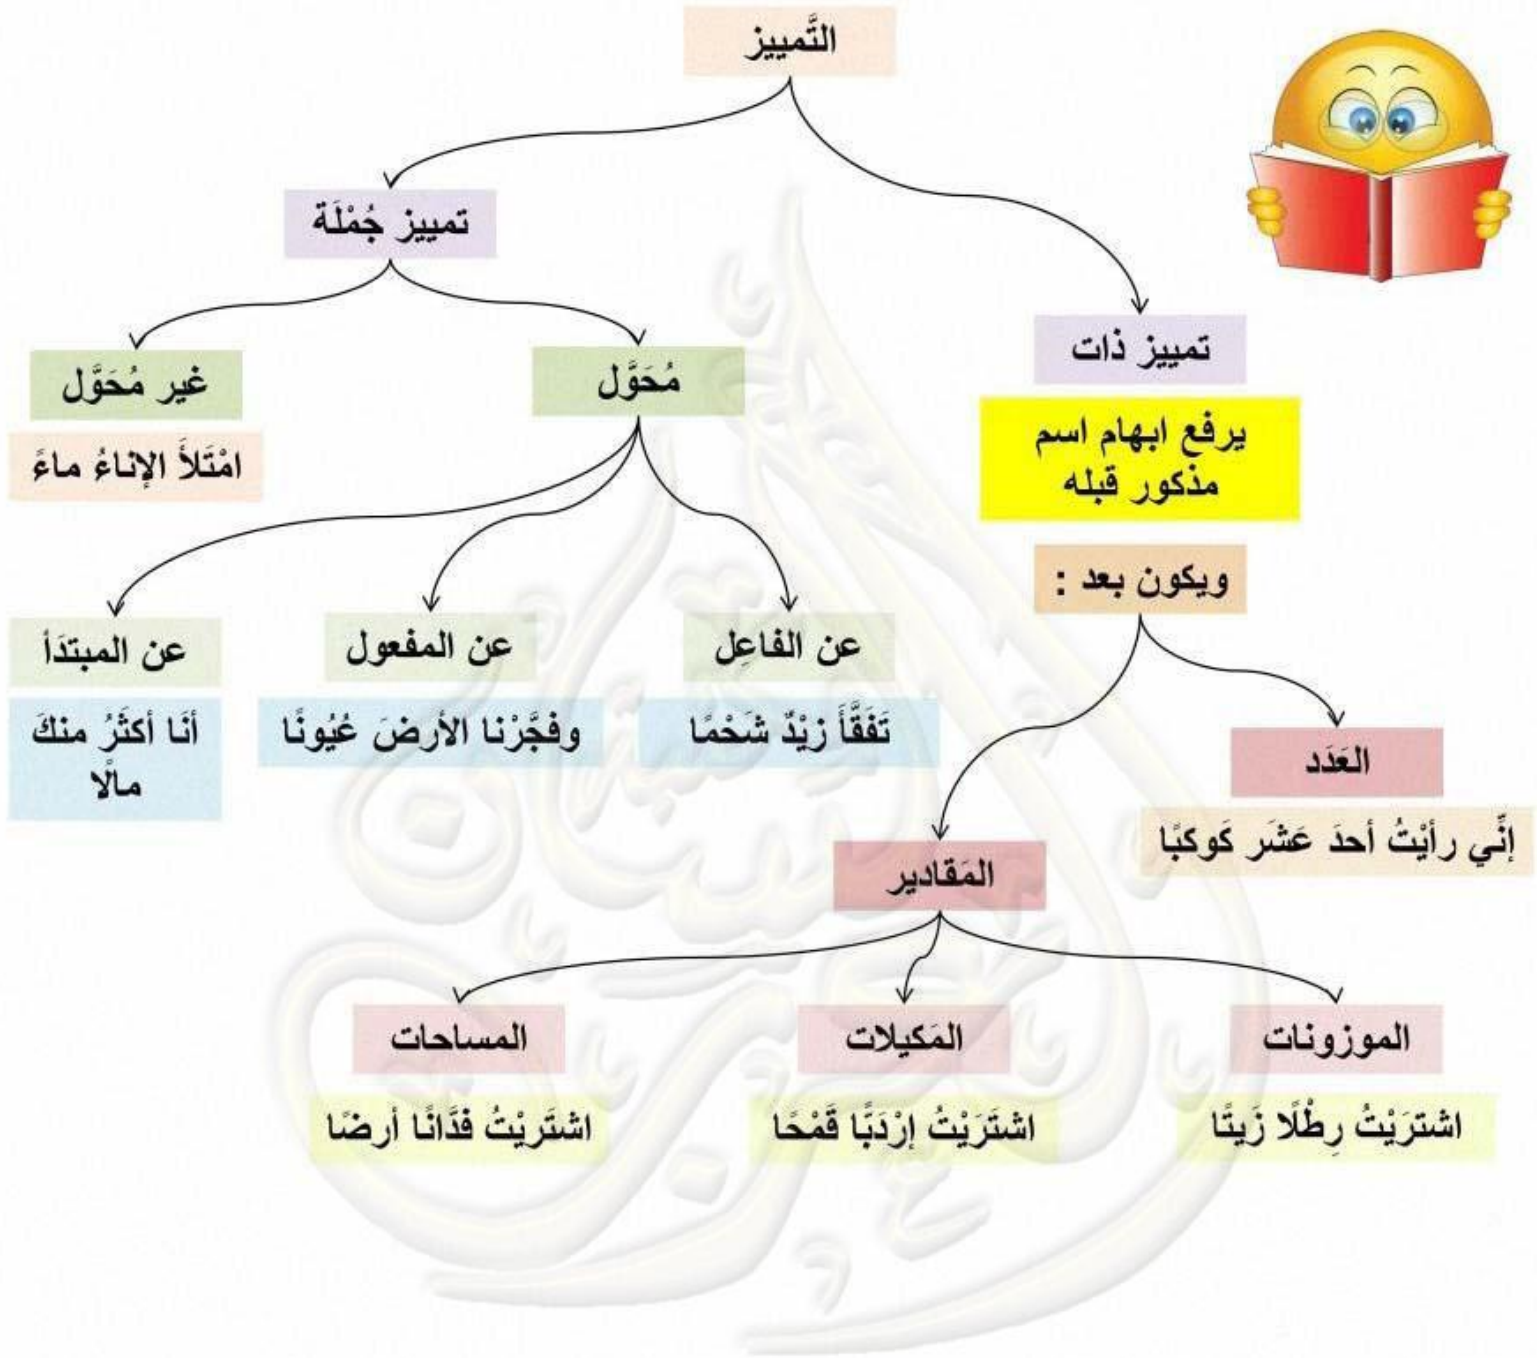 التَّمييز
تمييز جُمْلَة
تمييز ذات
يرفع ابهام اسم
مذكور قبله
ويكون بعد :
غير مُحَوَّل
امْتَلأَ الإناءُ ماءً
مُحَوَّل
عن الفاعِل
تَفَقَّأَ زيْدٌ شَحْمًا
عن المفعول
وفجَّرْنا الأرضَ عُيُونًا
عن المبتدَأ
أنَا أكثَرُ منكَ
مالًا
العَدَد
إنِّي رأيْتُ أحدَ عَشَر كَوكبًا
المَقادير
الموزونات
اشترَيْتُ رِطْلًا زَيتًا
المَكيلات
اشتَرَيْتُ إرْدَبًّا قَمْحًا
المساحات
اشتَريْتُ فدَّانًا أرضًا